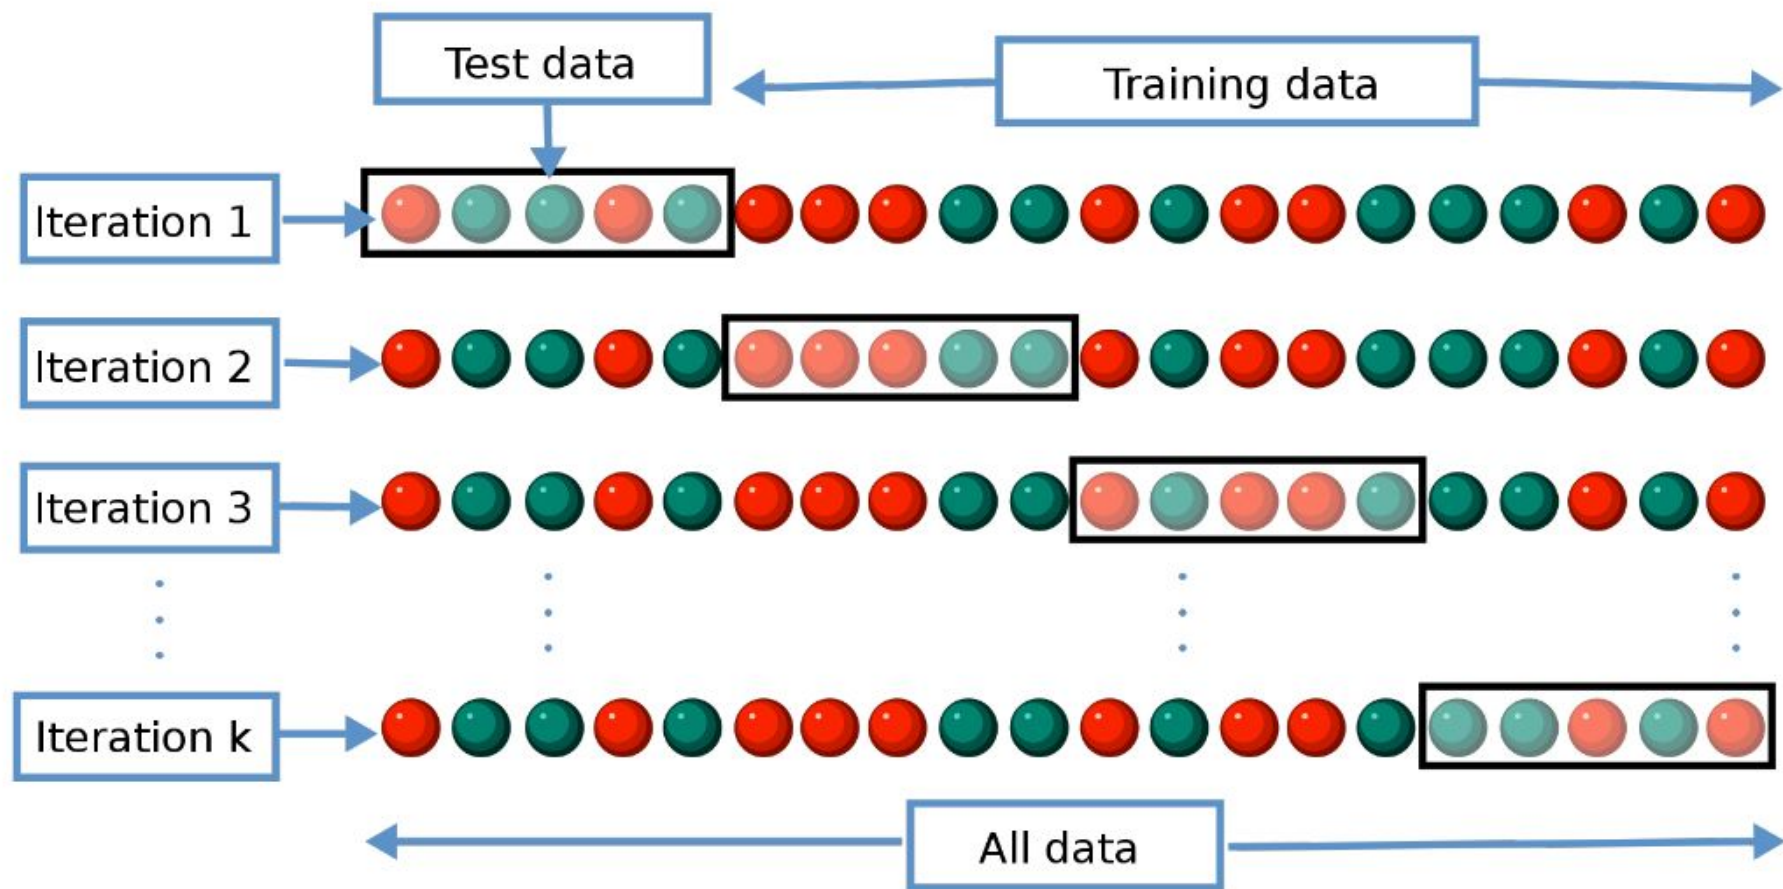 Test data
Training data
Iteration 1
Iteration 2
Iteration 3
Iteration k
All data